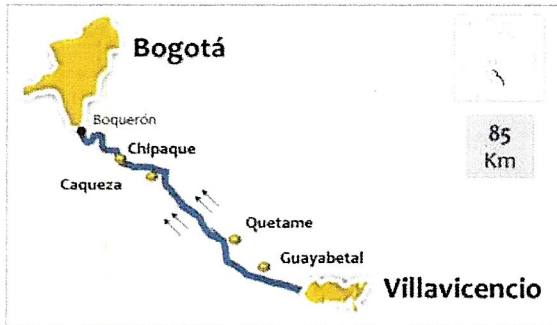 Bogotá
Boquerón
85
Km
Chipaque
Caqueza
Quetame
Guayabetal
Villavicencio